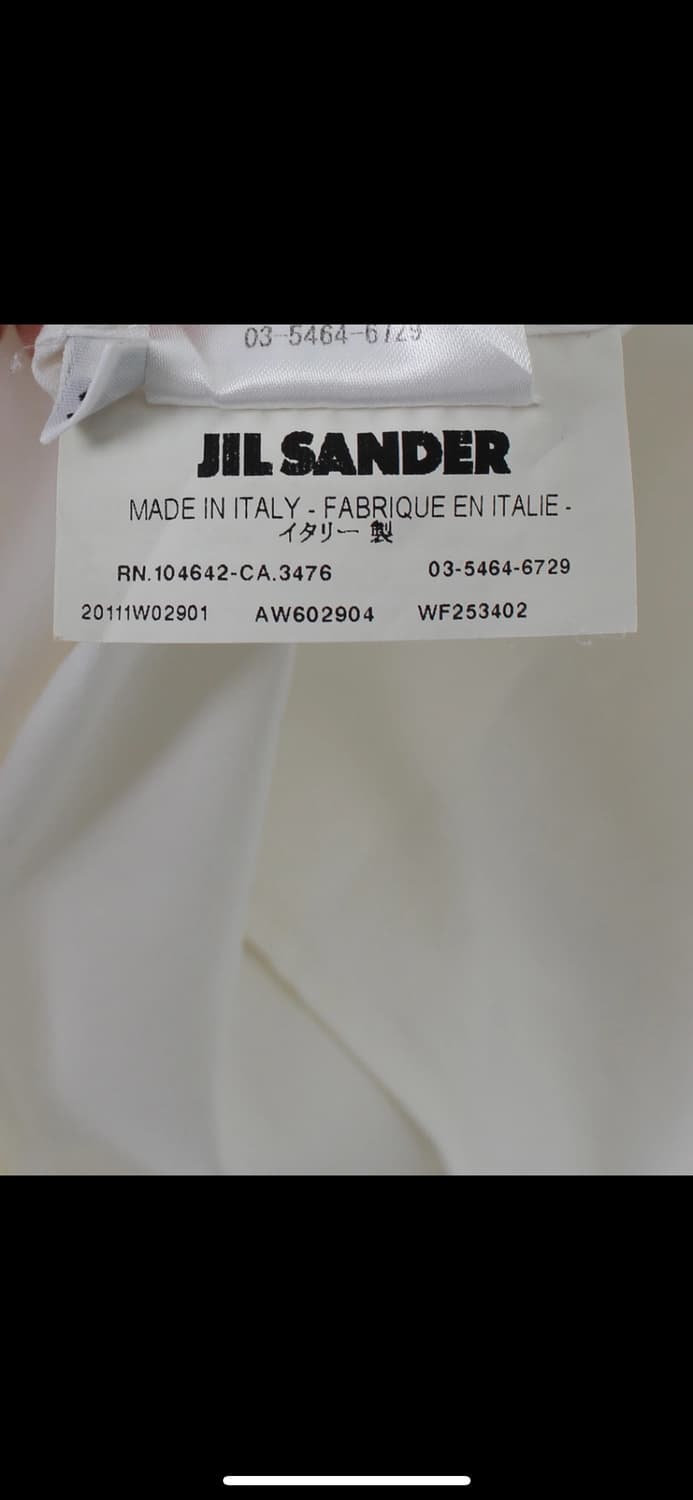 03-5464-6729
JIL SANDER
MADE IN ITALY - FABRIQUE EN ITALIE -
イタリー 製
RN.104642-CA.3476 03-5464-6729
20111W02901 AW602904 WF253402